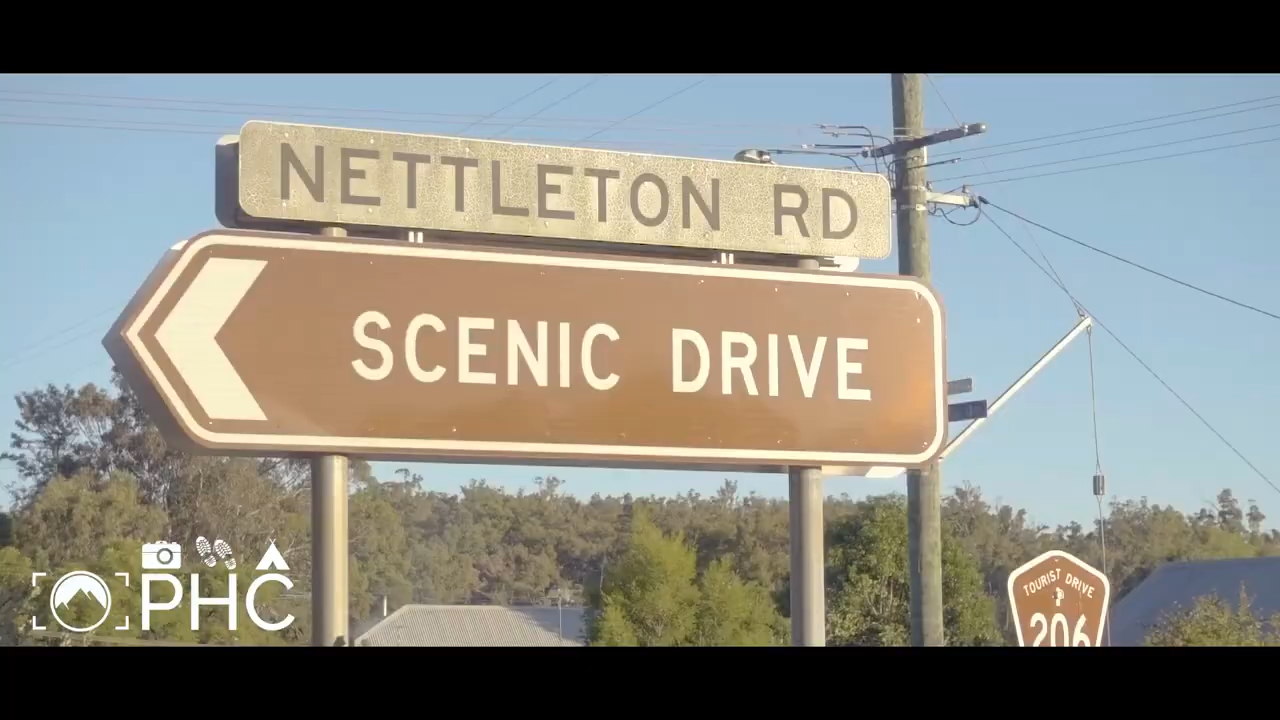 NETTLETON RD
SCENIC DRIVE
TOURIST DRIVE
206
PHC